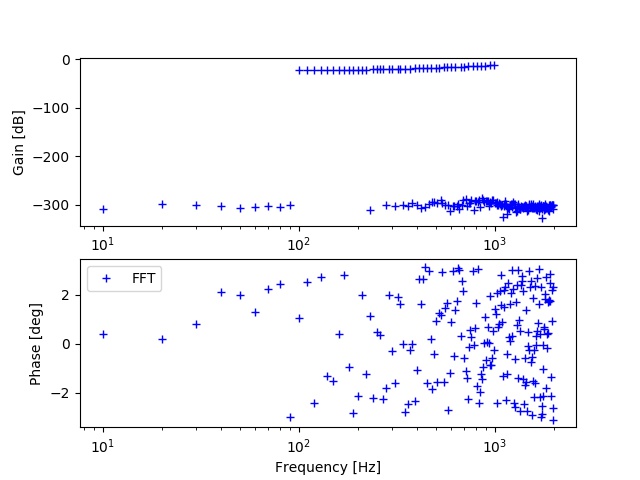 0
−100
−200
−300
Gain [dB]
10¹ 10² 10³
FFT
2
0
−2
Phase [deg]
10¹ 10² 10³
Frequency [Hz]